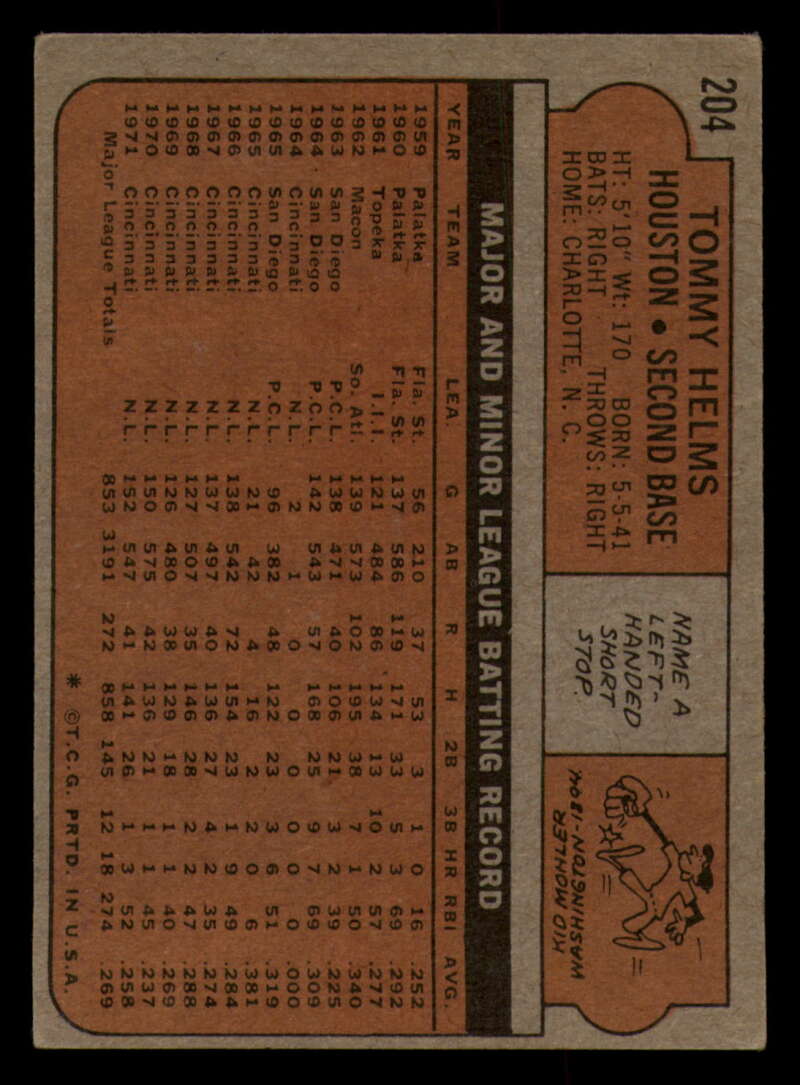 204
TOMMY HELMS
HOUSTON • SECOND BASE
HT: 5'10" Wt: 170 BORN: 5-5-41
BATS: RIGHT THROWS: RIGHT
HOME: CHARLOTTE, N. C.
NAME A
LEFT-
HANDED
SHORT
STOP.
KID MOHLER
WASHINGTON-1890U
MAJOR AND MINOR LEAGUE BATTING RECORD
YEAR TEAM LEA. G AB R H 2B 3B HR RBI AVG.
1959 Palatka Fla. St. 56 210 37 53 3 1 0 16 .252
1960 Palatka Fla. St. 137 586 119 171 33 5 3 69 .292
1961 Topeka I.I.I. 121 484 86 134 13 10 2 57 .277
1962 Macon So. Atl 139 573 102 195 38 7 1 50 .340
1963 San Diego P.C.L. 138 471 40 106 21 3 2 39 .225
1964 San Diego P.C.L. 142 543 57 168 25 9 7 69 .309
1964 Cincinnati N.L. 2 1 0 0 0 0 0 0 .000
1965 San Diego P.C.L. 96 382 48 122 23 3 6 51 .319
1965 Cincinnati N.L. 21 42 4 16 2 2 0 6 .381
1966 Cincinnati N.L. 138 542 72 154 23 1 9 49 .284
1967 Cincinnati N.L. 137 497 40 136 27 4 2 35 .274
1968 Cincinnati N.L. 127 507 35 146 28 2 2 47 .288
1969 Cincinnati N.L. 126 480 38 129 18 1 1 40 .269
1970 Cincinnati N.L. 150 575 42 136 21 1 1 45 .237
1971 Cincinnati N.L. 152 547 41 141 26 1 3 52 .258
Major League Totals 853 3191 272 858 145 12 18 274 .269
* ©T.C.G. PRTD. IN U.S.A.